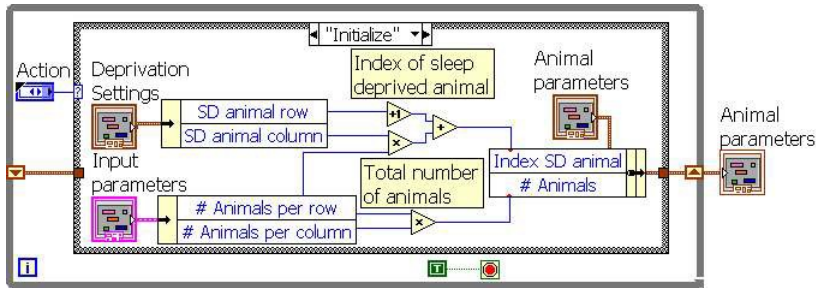 "Initialize"
Action
Deprivation
Settings
Index of sleep
deprived animal
Animal
parameters
SD animal row
SD animal column
+1
+
x
?
Input
parameters
Total number
of animals
Index SD animal
# Animals
Animal
parameters
# Animals per row
# Animals per column
x
i
T